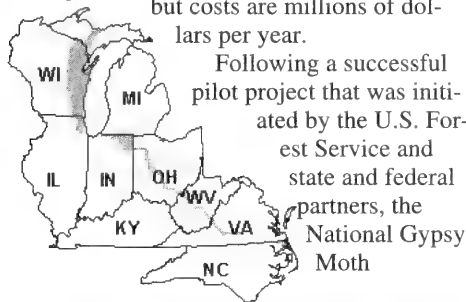 but costs are millions of dol-
lars per year.
Following a successful
pilot project that was initi-
ated by the U.S. For-
est Service and
state and federal
partners, the
National Gypsy
Moth
WI
MI
IL
IN
OH
WV
KY
VA
NC